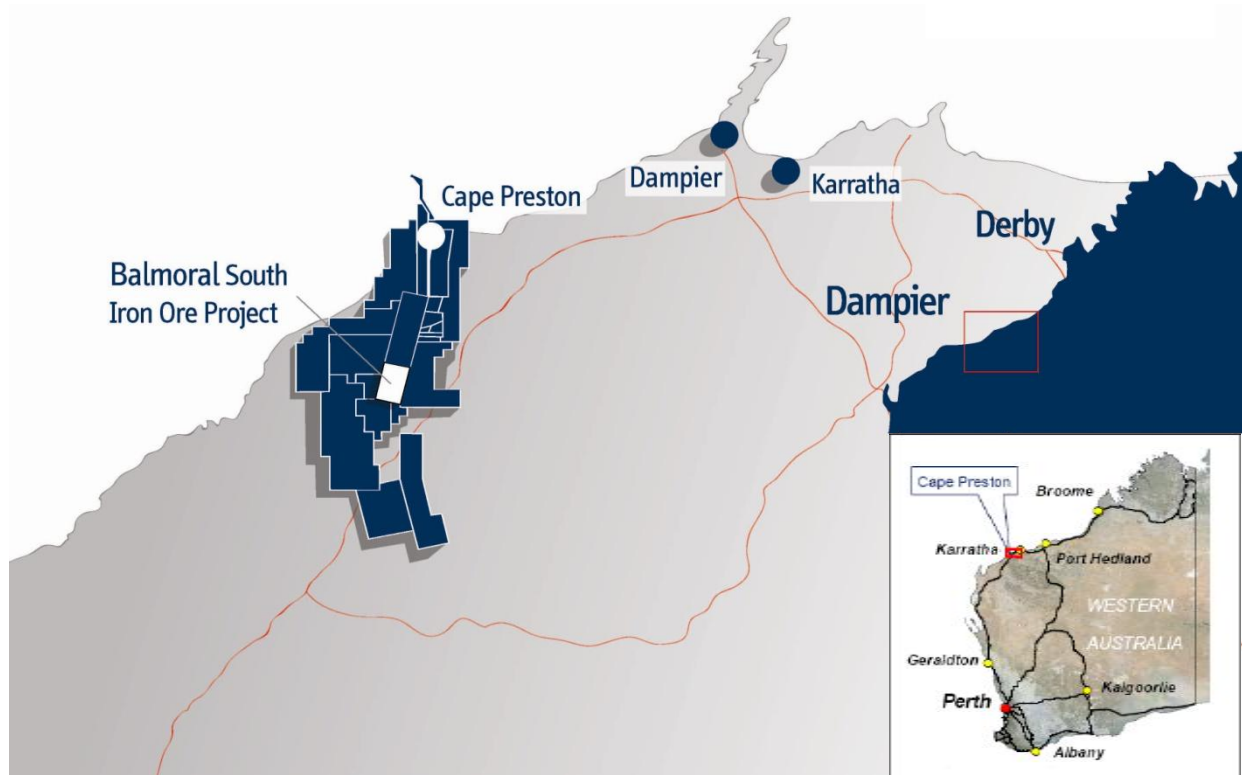 Cape Preston
Dampier
Karratha
Balmoral South
Iron Ore Project
Derby
Dampier
Cape Preston
Broome
Karratha
Port Hedland
WESTERN
AUSTRALIA
Geraldton
Kalgoorlie
Perth
Albany